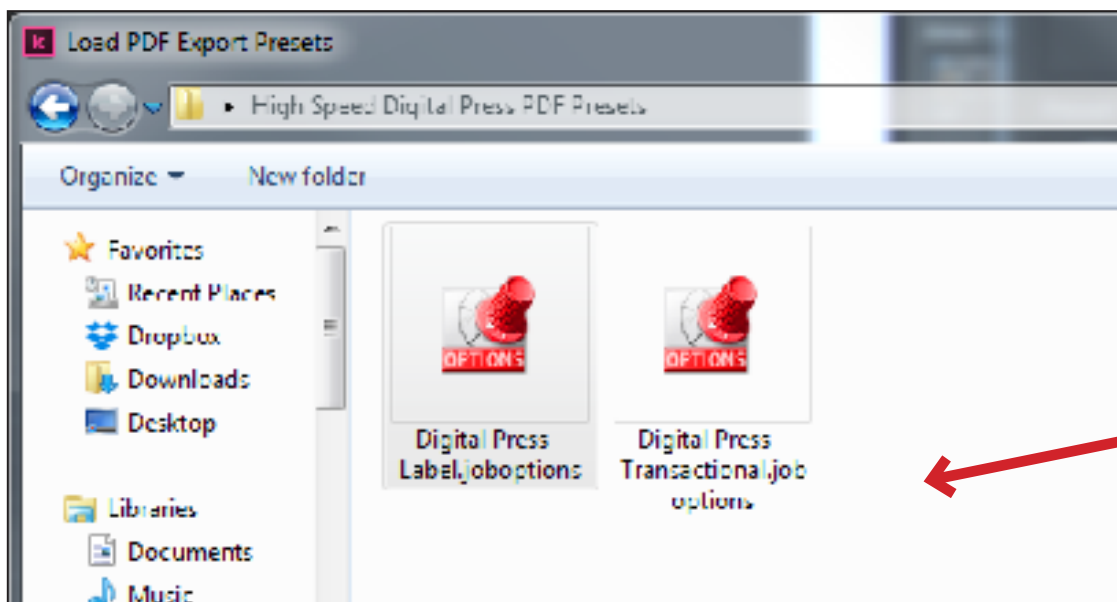 Load PDF Export Presets
High Speed Digital Press PDF Presets
Organize
New folder
Favorites
Recent Places
Dropbox
Downloads
Desktop
Libraries
Documents
Music
OPTIONS
OPTIONS
Digital Press
Label.joboptions
Digital Press
Transactional.job
options